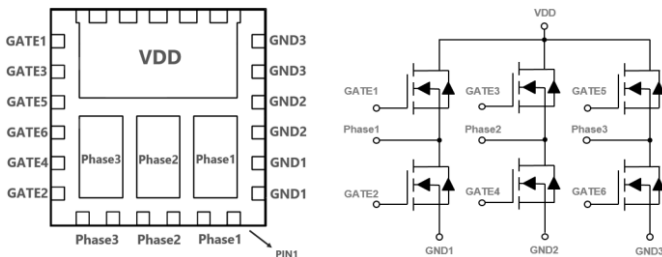 GATE1
GATE3
GATE5
GATE6
GATE4
GATE2
VDD
Phase3
Phase2
Phase1
GND3
GND3
GND2
GND2
GND1
GND1
Phase3
Phase2
Phase1
PIN1
VDD
GATE1
GATE3
GATE5
Phase1
Phase2
Phase3
GATE2
GATE4
GATE6
GND1
GND2
GND3